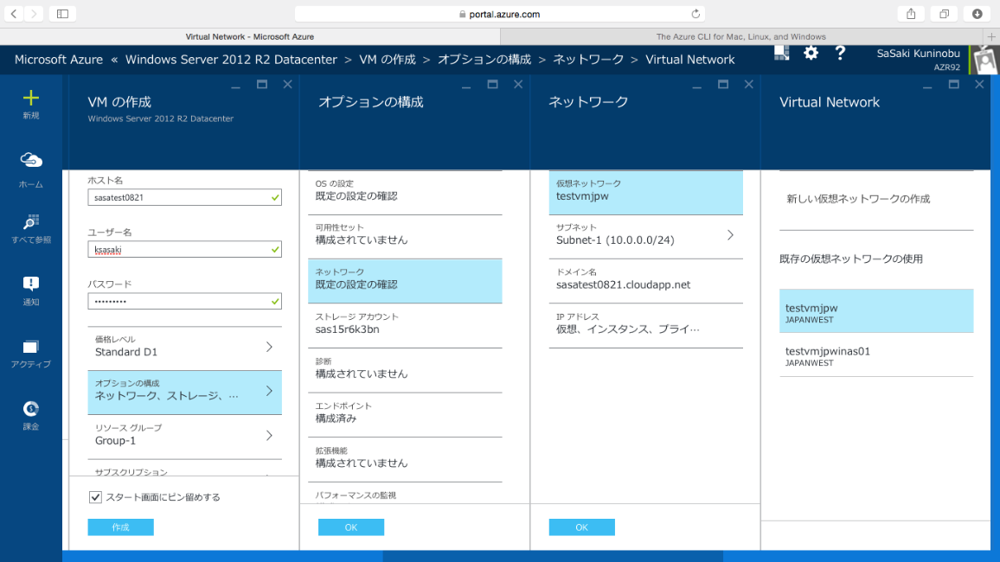 portal.azure.com
Virtual Network - Microsoft Azure
The Azure CLI for Mac, Linux, and Windows
Microsoft Azure « Windows Server 2012 R2 Datacenter > VM の作成 > オプションの構成 > ネットワーク > Virtual Network
SaSaki Kuninobu
AZR92
新規
ホーム
すべて参照
通知
アクティブ
課金
VM の作成
Windows Server 2012 R2 Datacenter
ホスト名
sasatest0821
ユーザー名
ksasaki
パスワード
•••••••••
価格レベル
Standard D1
オプションの構成
ネットワーク、ストレージ、…
リソース グループ
Group-1
サブスクリプション
スタート画面にピン留めする
作成
オプションの構成
OS の設定
既定の設定の確認
可用性セット
構成されていません
ネットワーク
既定の設定の確認
ストレージ アカウント
sas15r6k3bn
診断
構成されていません
エンドポイント
構成済み
拡張機能
構成されていません
パフォーマンスの監視
OK
ネットワーク
仮想ネットワーク
testvmjpw
サブネット
Subnet-1 (10.0.0.0/24)
ドメイン名
sasatest0821.cloudapp.net
IP アドレス
仮想、インスタンス、プライ…
OK
Virtual Network
新しい仮想ネットワークの作成
既存の仮想ネットワークの使用
testvmjpw
JAPANWEST
testvmjpwinas01
JAPANWEST